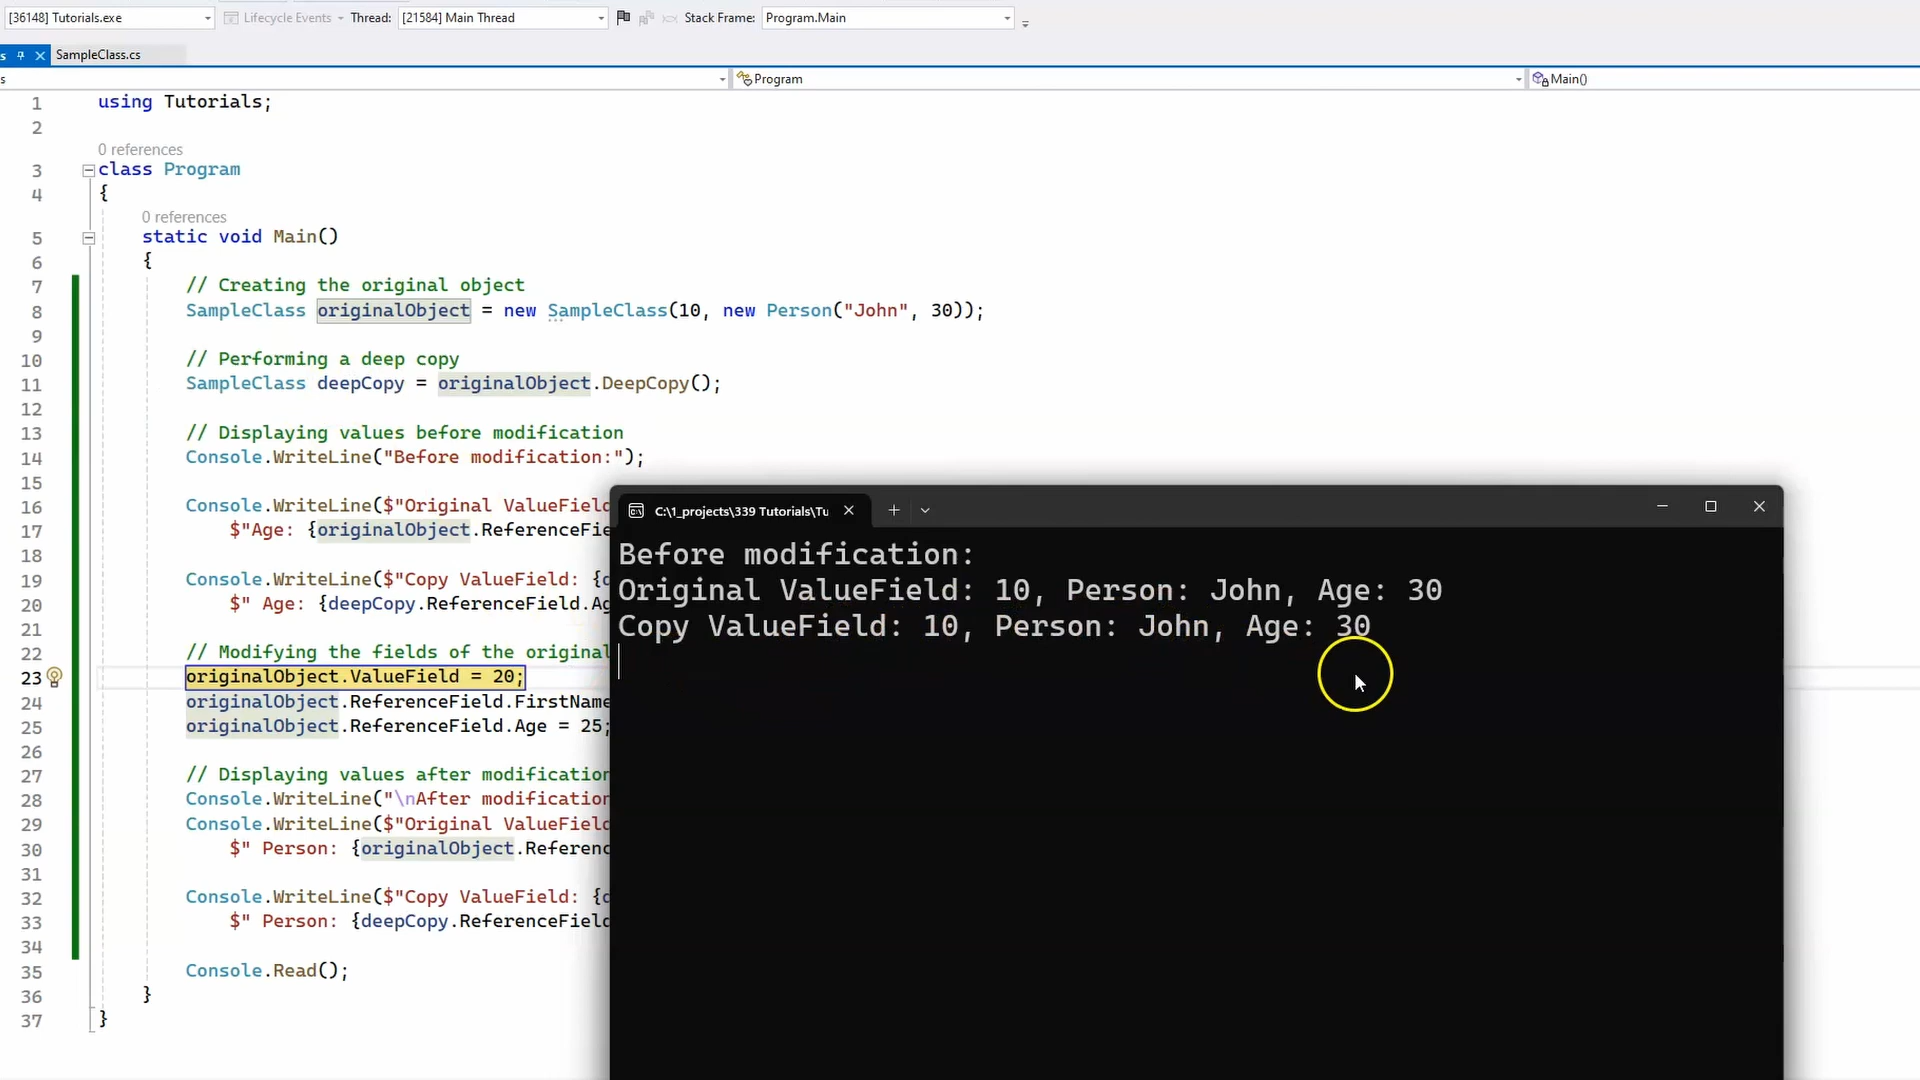 [36148] Tutorials.exe Lifecycle Events Thread: [21584] Main Thread Stack Frame: Program.Main
s SampleClass.cs
s Program Main()
1 using Tutorials;
2
0 references
3 class Program
4 {
0 references
5 static void Main()
6 {
7 // Creating the original object
8 SampleClass originalObject = new SampleClass(10, new Person("John", 30));
9
10 // Performing a deep copy
11 SampleClass deepCopy = originalObject.DeepCopy();
12
13 // Displaying values before modification
14 Console.WriteLine("Before modification:");
15
16 Console.WriteLine($"Original ValueField
17 $"Age: {originalObject.ReferenceFie
18
19 Console.WriteLine($"Copy ValueField: {d
20 $" Age: {deepCopy.ReferenceField.Ag
21
22 // Modifying the fields of the original
23 originalObject.ValueField = 20;
24 originalObject.ReferenceField.FirstName
25 originalObject.ReferenceField.Age = 25;
26
27 // Displaying values after modification
28 Console.WriteLine("\nAfter modification
29 Console.WriteLine($"Original ValueField
30 $" Person: {originalObject.Referenc
31
32 Console.WriteLine($"Copy ValueField: {d
33 $" Person: {deepCopy.ReferenceField
34
35 Console.Read();
36 }
37 }
C:\1_projects\339 Tutorials\Tu
Before modification:
Original ValueField: 10, Person: John, Age: 30
Copy ValueField: 10, Person: John, Age: 30